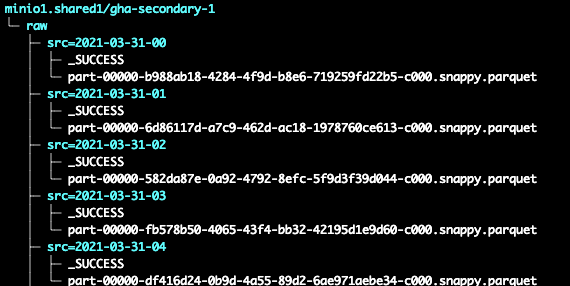 minio1.shared1/gha-secondary-1
└─ raw
├─ src=2021-03-31-00
│ ├─ _SUCCESS
│ └─ part-00000-b988ab18-4284-4f9d-b8e6-719259fd22b5-c000.snappy.parquet
├─ src=2021-03-31-01
│ ├─ _SUCCESS
│ └─ part-00000-6d86117d-a7c9-462d-ac18-1978760ce613-c000.snappy.parquet
├─ src=2021-03-31-02
│ ├─ _SUCCESS
│ └─ part-00000-582da87e-0a92-4792-8efc-5f9d3f39d044-c000.snappy.parquet
├─ src=2021-03-31-03
│ ├─ _SUCCESS
│ └─ part-00000-fb578b50-4065-43f4-bb32-42195d1e9d60-c000.snappy.parquet
├─ src=2021-03-31-04
│ ├─ _SUCCESS
│ └─ part-00000-df416d24-0b9d-4a55-89d2-6ae971aebe34-c000.snappy.parquet